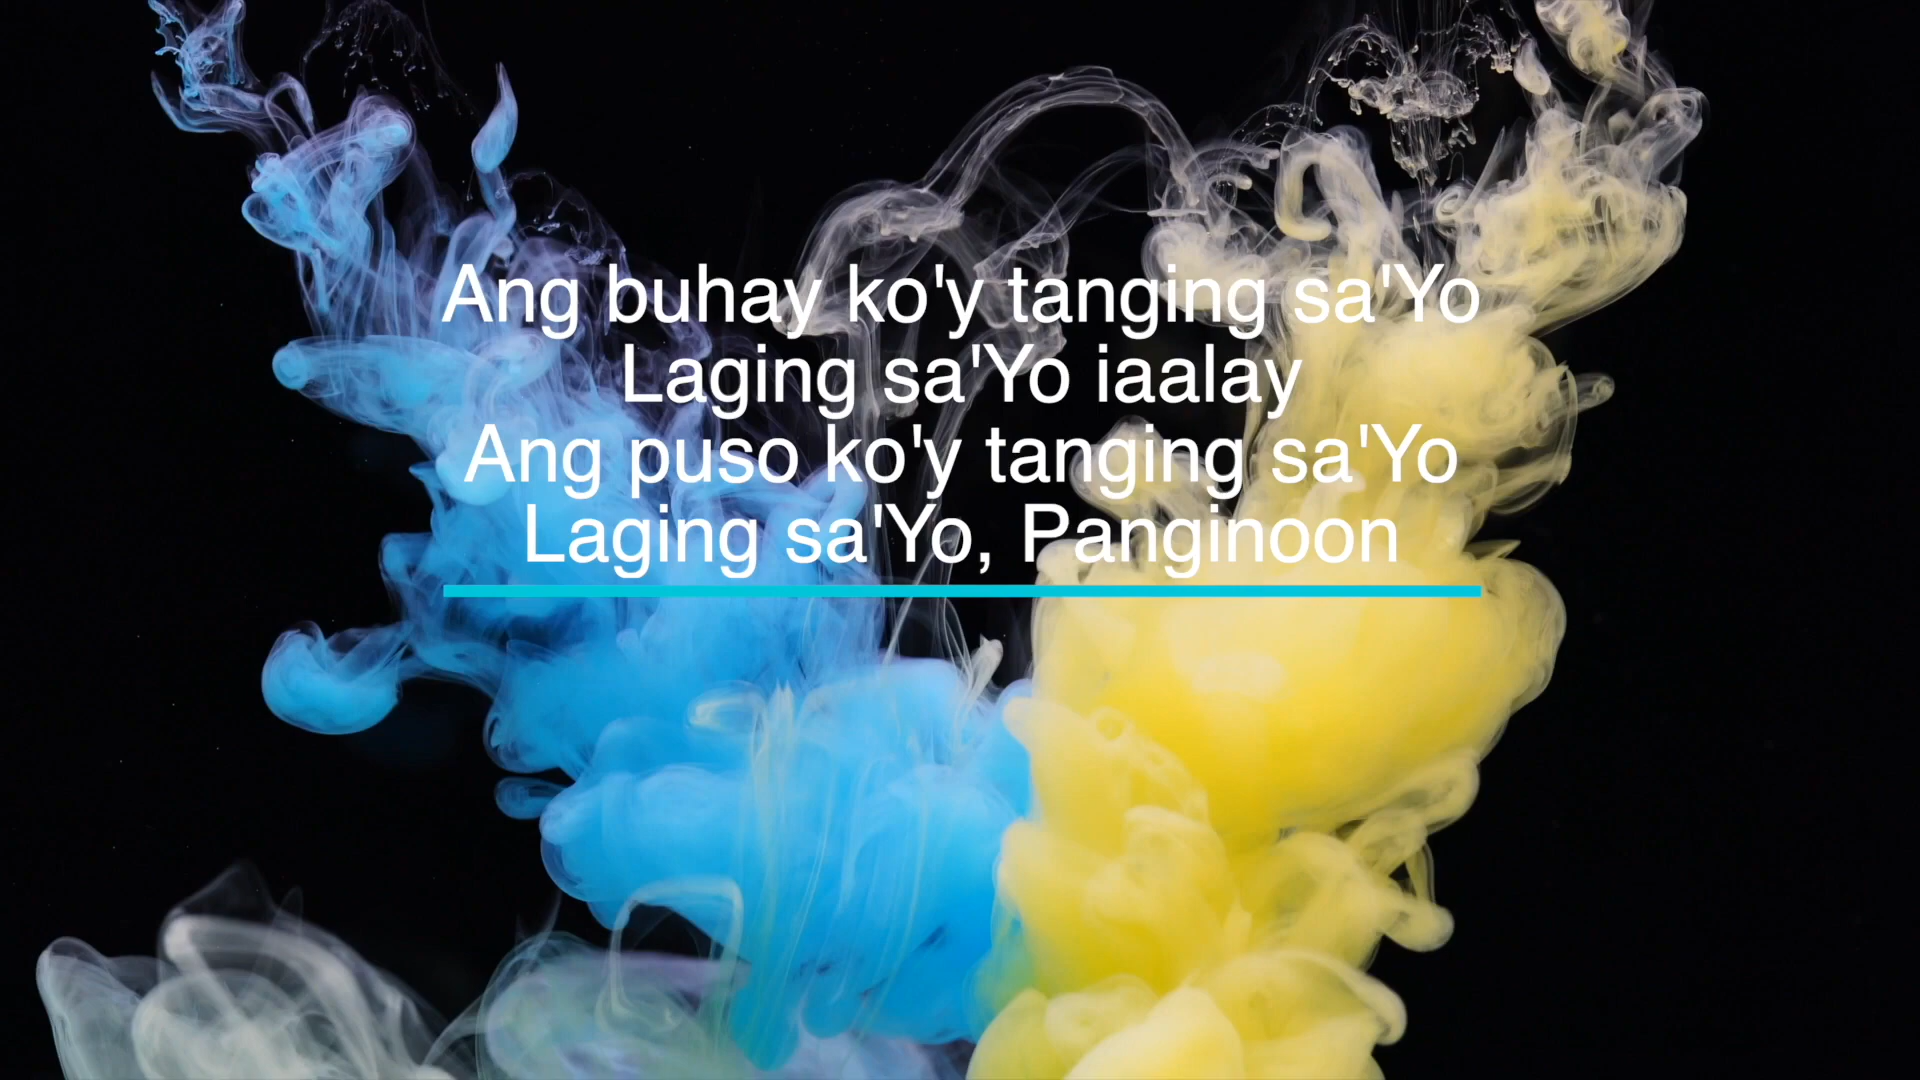 Ang buhay ko'y tanging sa'Yo
Laging sa'Yo iaalay
Ang puso ko'y tanging sa'Yo
Laging sa'Yo, Panginoon